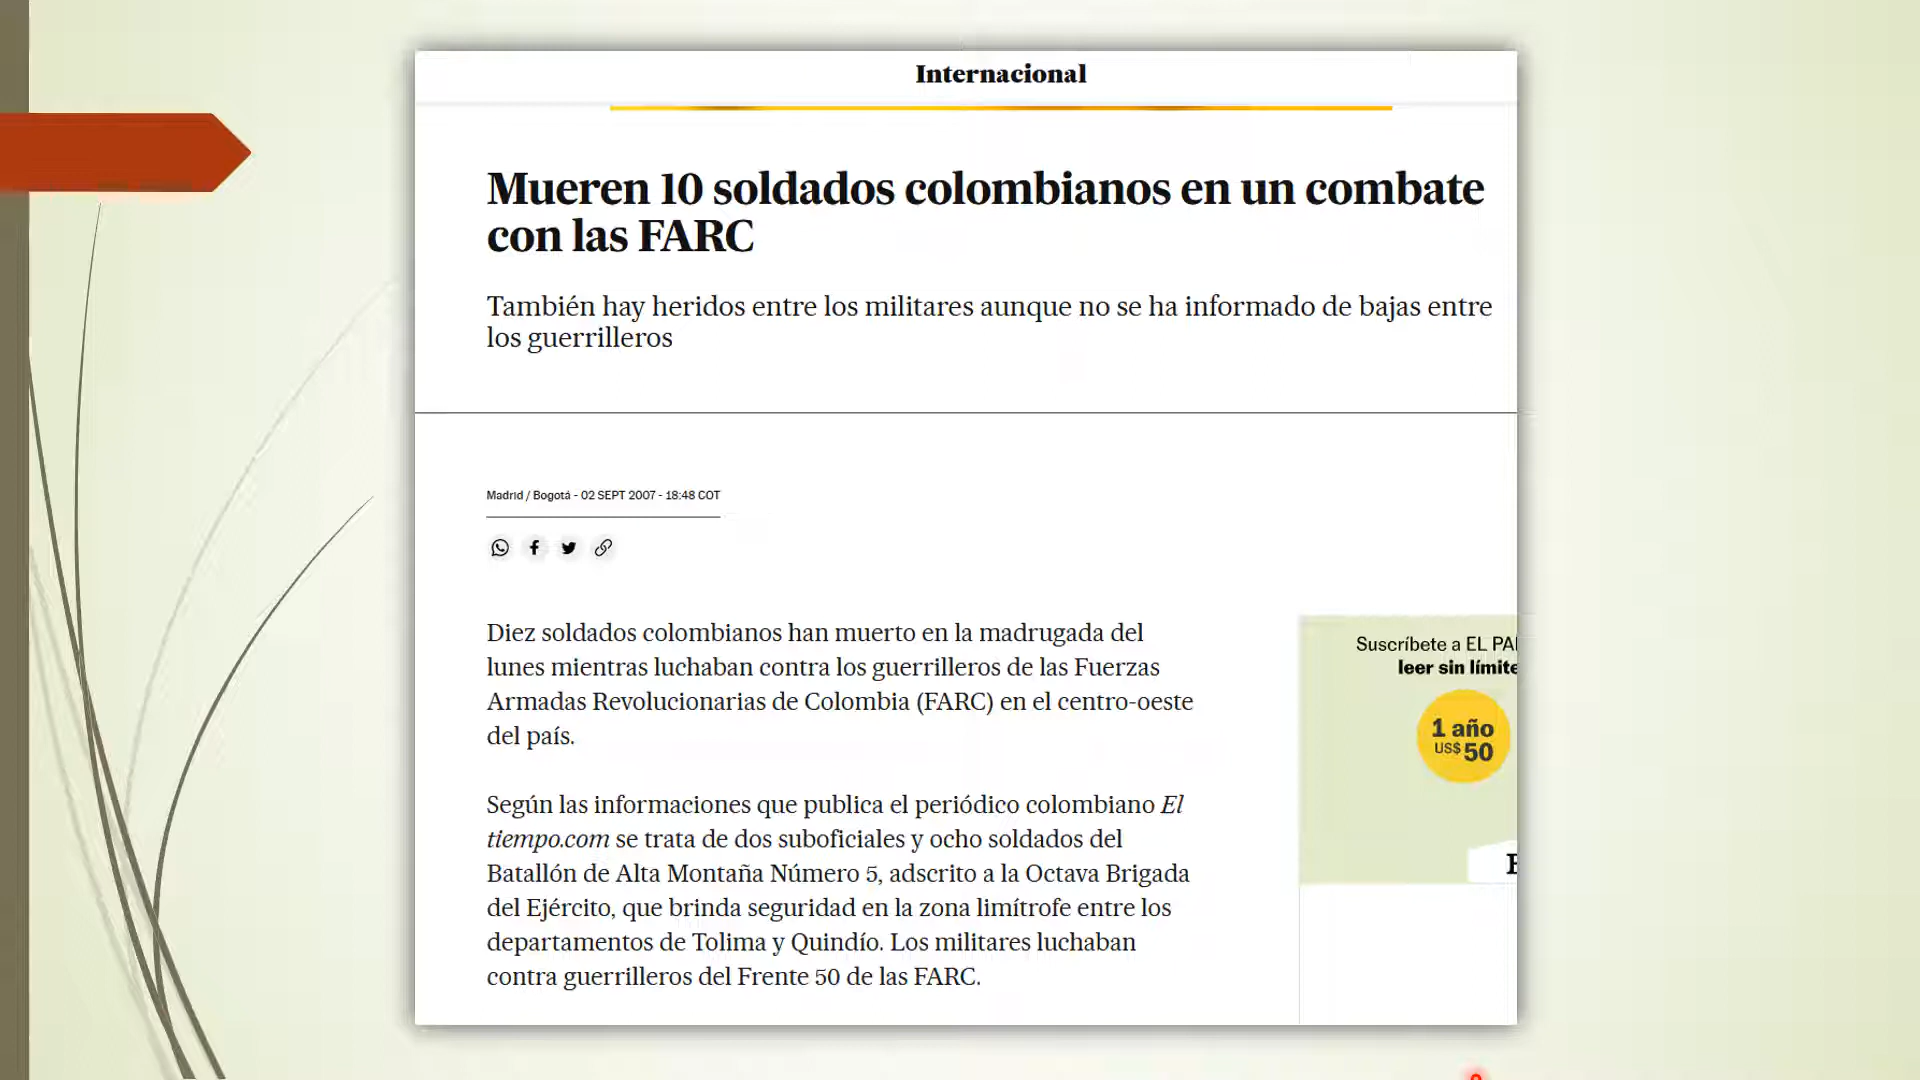 Internacional
Mueren 10 soldados colombianos en un combate
con las FARC
También hay heridos entre los militares aunque no se ha informado de bajas entre
los guerrilleros
Madrid / Bogotá - 02 SEPT 2007 - 18:48 COT
Diez soldados colombianos han muerto en la madrugada del
lunes mientras luchaban contra los guerrilleros de las Fuerzas
Armadas Revolucionarias de Colombia (FARC) en el centro-oeste
del país.
Según las informaciones que publica el periódico colombiano El
tiempo.com se trata de dos suboficiales y ocho soldados del
Batallón de Alta Montaña Número 5, adscrito a la Octava Brigada
del Ejército, que brinda seguridad en la zona limítrofe entre los
departamentos de Tolima y Quindío. Los militares luchaban
contra guerrilleros del Frente 50 de las FARC.
Suscríbete a EL PA
leer sin límite
1 año
US$ 50